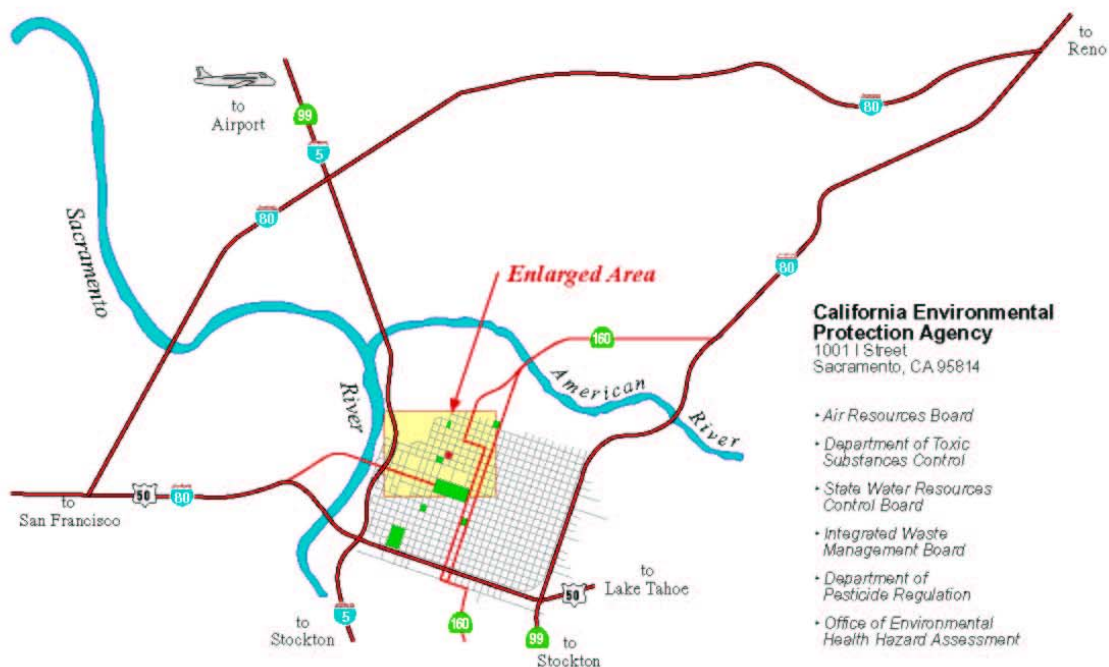 to
Reno
to
Airport
99
5
80
80
80
Sacramento
River
Enlarged Area
160
American
River
California Environmental
Protection Agency
1001 I Street
Sacramento, CA 95814
• Air Resources Board
• Department of Toxic
Substances Control
• State Water Resources
Control Board
• Integrated Waste
Management Board
• Department of
Pesticide Regulation
• Office of Environmental
Health Hazard Assessment
to
San Francisco
50
80
to
Lake Tahoe
50
to
Stockton
5
160
99
to
Stockton